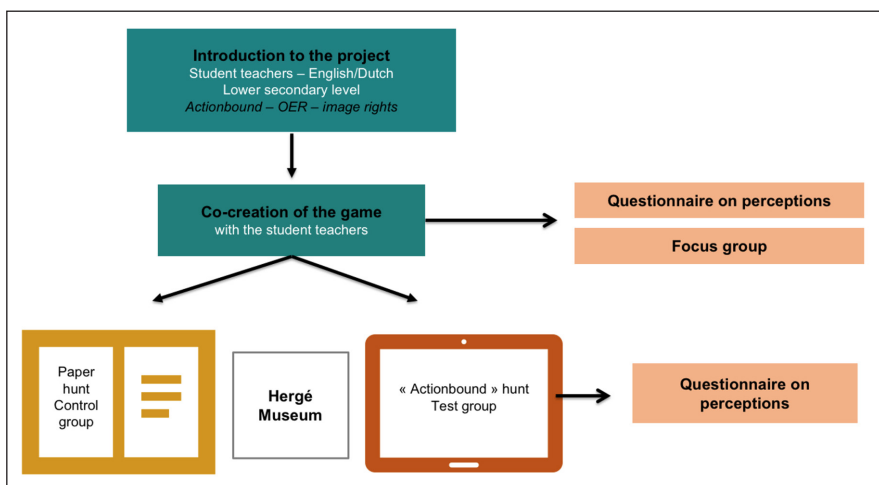 Introduction to the project
Student teachers – English/Dutch
Lower secondary level
Actionbound – OER – image rights
Co-creation of the game
with the student teachers
Questionnaire on perceptions
Focus group
Paper
hunt
Control
group
Hergé
Museum
« Actionbound » hunt
Test group
Questionnaire on
perceptions